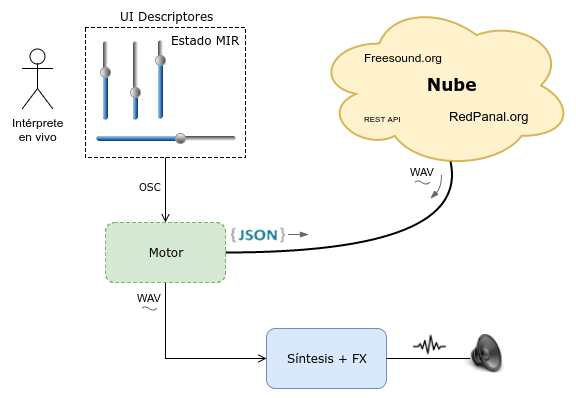 UI Descriptores
Estado MIR
Intérprete
en vivo
Freesound.org
Nube
REST API
RedPanal.org
OSC
WAV
{JSON}
Motor
WAV
Síntesis + FX